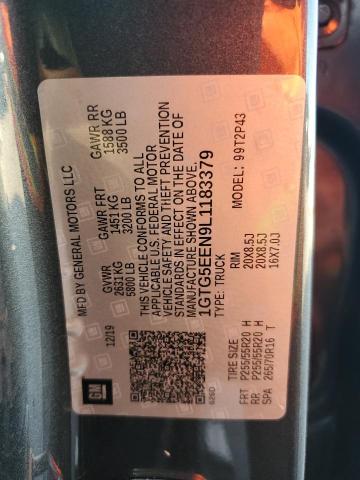 MFD BY GENERAL MOTORS LLC
12/19
GVWR GAWR FRT GAWR RR
2631 KG 1451 KG 1588 KG
5800 LB 3200 LB 3500 LB
THIS VEHICLE CONFORMS TO ALL
APPLICABLE U.S. FEDERAL MOTOR
VEHICLE SAFETY, AND THEFT PREVENTION
STANDARDS IN EFFECT ON THE DATE OF
MANUFACTURE SHOWN ABOVE.
1GTG5EEN9L1183379
TYPE: TRUCK MODEL: 99T2P43
TIRE SIZE RIM
FRT P255/55R20 H 20X8.5J
RR P255/55R20 H 20X8.5J
SPA 265/70R16 T 16X7.0J
GM